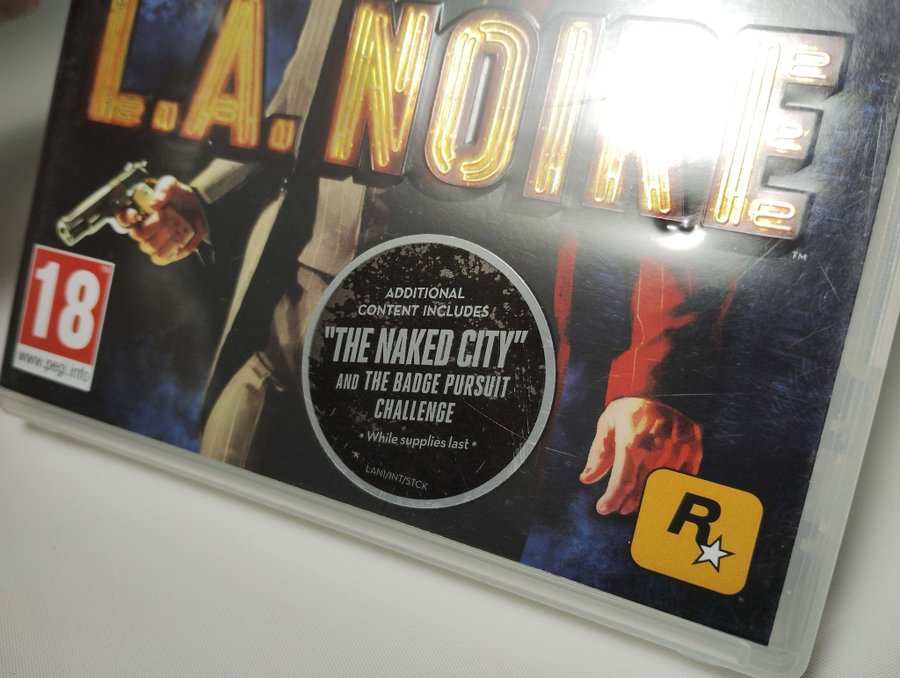 L.A. NOIRE
TM
18
www.pegi.info
ADDITIONAL
CONTENT INCLUDES
"THE NAKED CITY"
AND THE BADGE PURSUIT
CHALLENGE
* While supplies last *
LAN1/INT/STCK
R